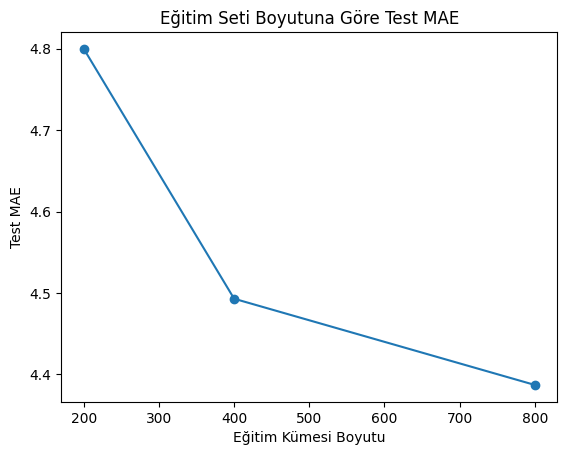 Eğitim Seti Boyutuna Göre Test MAE
4.8
4.7
4.6
4.5
4.4
Test MAE
200 300 400 500 600 700 800
Eğitim Kümesi Boyutu